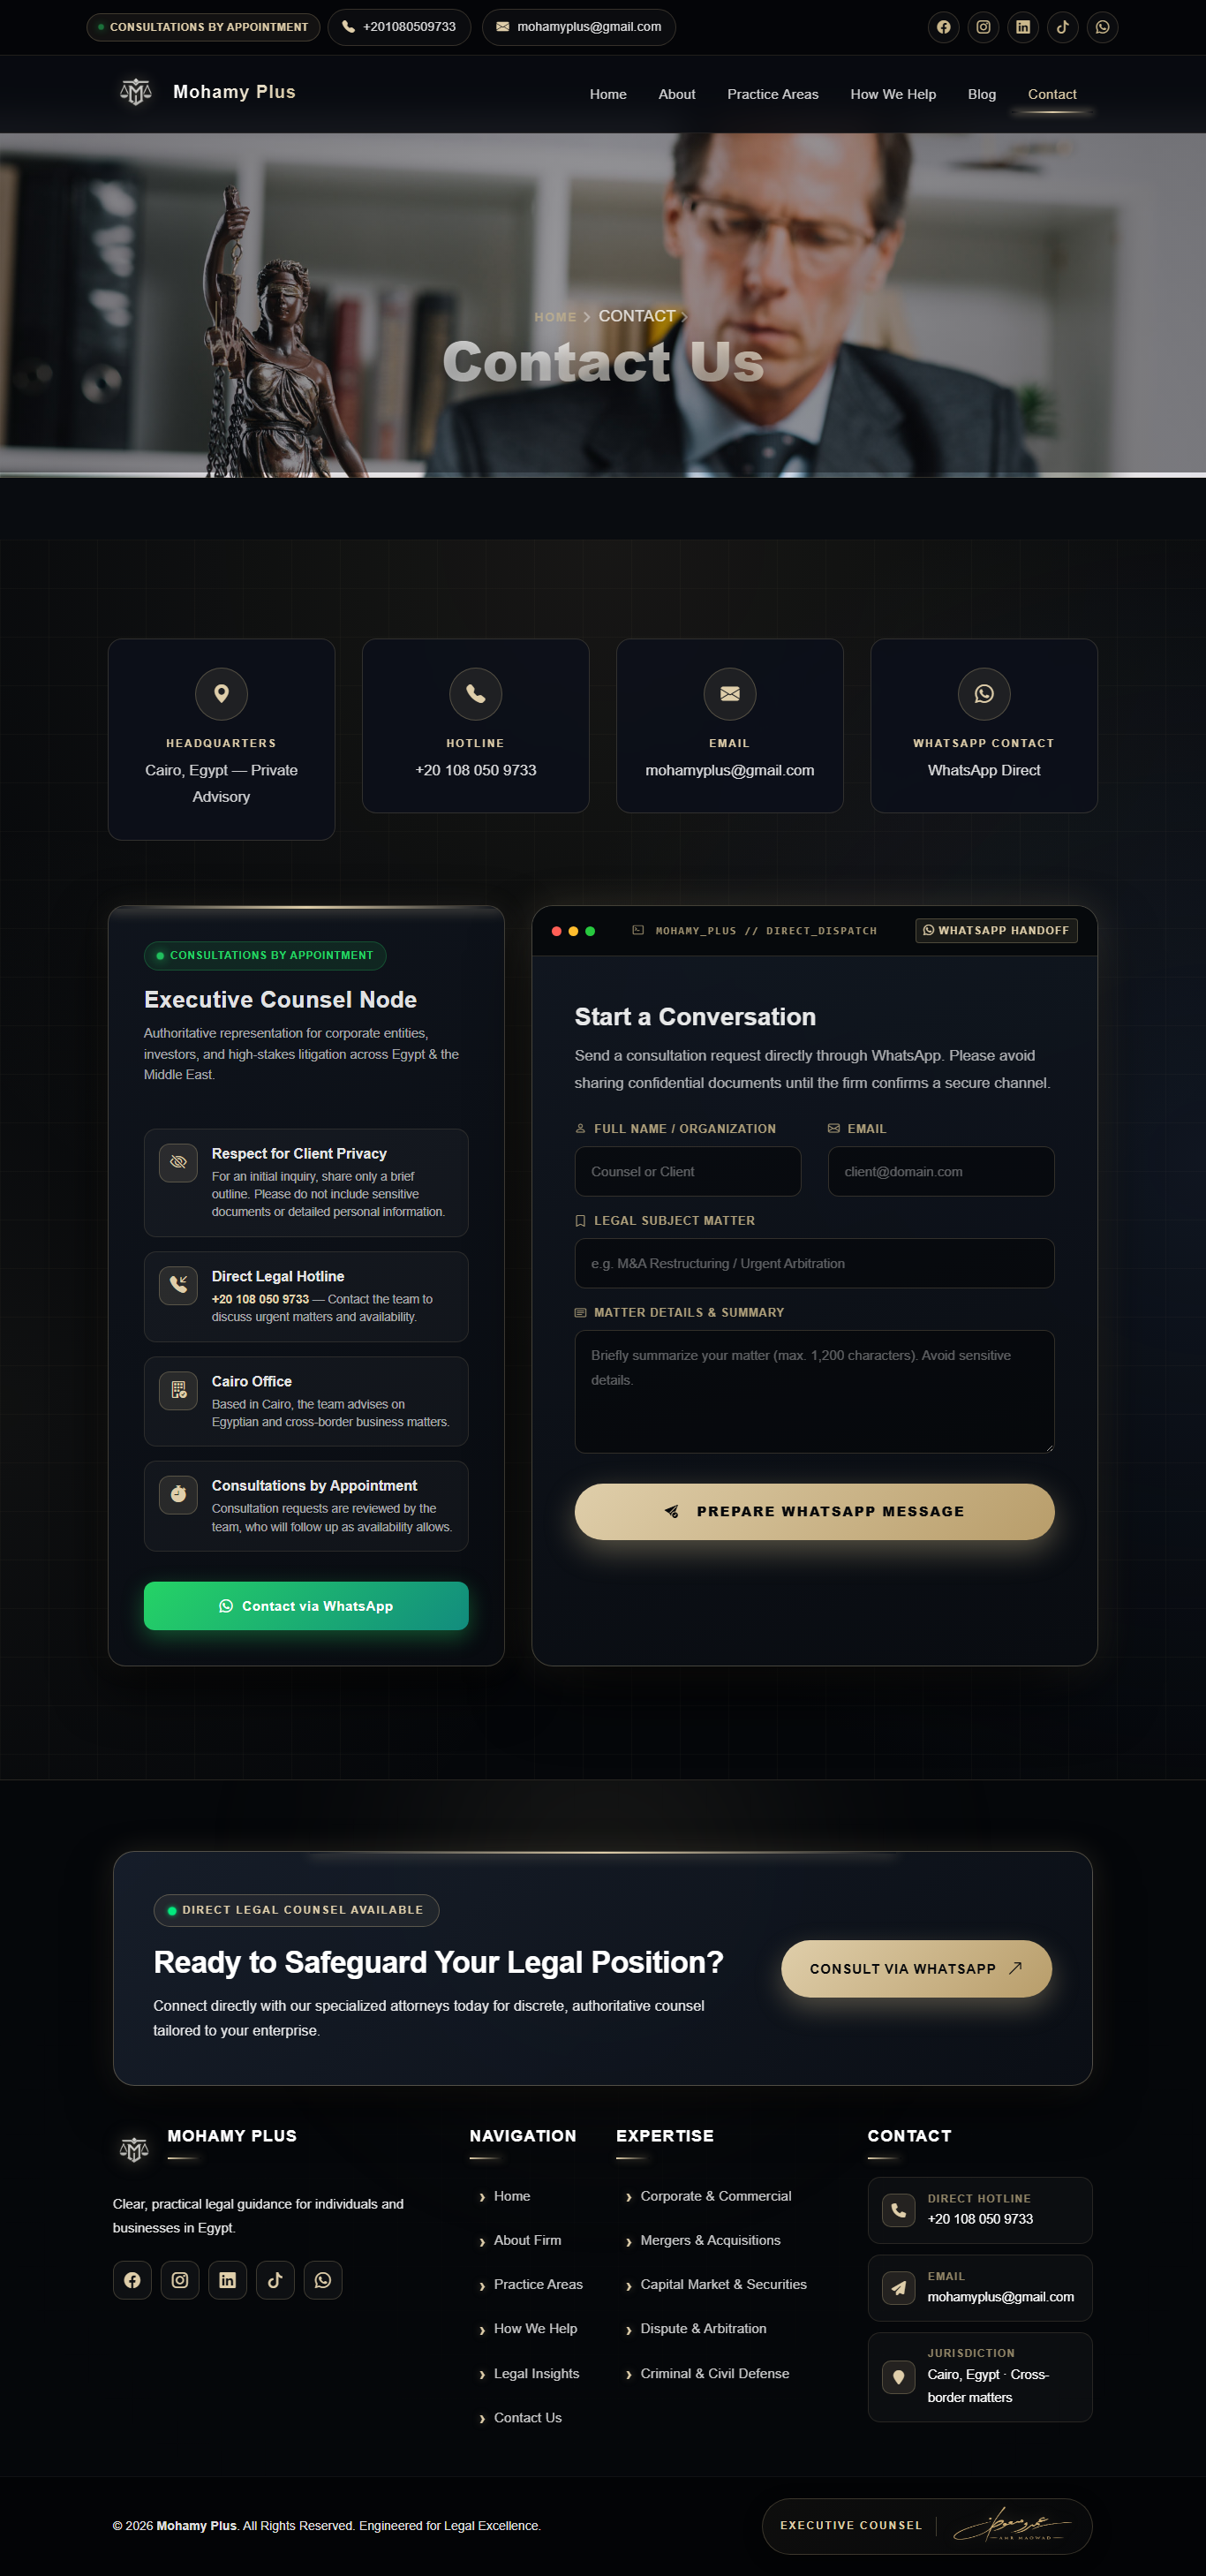 CONSULTATIONS BY APPOINTMENT
+201080509733
mohamyplus@gmail.com
Mohamy Plus
Home
About
Practice Areas
How We Help
Blog
Contact
HOME
CONTACT
Contact Us
HEADQUARTERS
Cairo, Egypt — Private
Advisory
HOTLINE
+20 108 050 9733
EMAIL
mohamyplus@gmail.com
WHATSAPP CONTACT
WhatsApp Direct
CONSULTATIONS BY APPOINTMENT
Executive Counsel Node
Authoritative representation for corporate entities,
investors, and high-stakes litigation across Egypt & the
Middle East.
Respect for Client Privacy
For an initial inquiry, share only a brief
outline. Please do not include sensitive
documents or detailed personal information.
Direct Legal Hotline
+20 108 050 9733 — Contact the team to
discuss urgent matters and availability.
Cairo Office
Based in Cairo, the team advises on
Egyptian and cross-border business matters.
Consultations by Appointment
Consultation requests are reviewed by the
team, who will follow up as availability allows.
Contact via WhatsApp
MOHAMY_PLUS // DIRECT_DISPATCH
WHATSAPP HANDOFF
Start a Conversation
Send a consultation request directly through WhatsApp. Please avoid
sharing confidential documents until the firm confirms a secure channel.
FULL NAME / ORGANIZATION
Counsel or Client
EMAIL
client@domain.com
LEGAL SUBJECT MATTER
e.g. M&A Restructuring / Urgent Arbitration
MATTER DETAILS & SUMMARY
Briefly summarize your matter (max. 1,200 characters). Avoid sensitive
details.
PREPARE WHATSAPP MESSAGE
DIRECT LEGAL COUNSEL AVAILABLE
Ready to Safeguard Your Legal Position?
Connect directly with our specialized attorneys today for discrete, authoritative counsel
tailored to your enterprise.
CONSULT VIA WHATSAPP
MOHAMY PLUS
Clear, practical legal guidance for individuals and
businesses in Egypt.
NAVIGATION
Home
About Firm
Practice Areas
How We Help
Legal Insights
Contact Us
EXPERTISE
Corporate & Commercial
Mergers & Acquisitions
Capital Market & Securities
Dispute & Arbitration
Criminal & Civil Defense
CONTACT
DIRECT HOTLINE
+20 108 050 9733
EMAIL
mohamyplus@gmail.com
JURISDICTION
Cairo, Egypt · Cross-
border matters
© 2026 Mohamy Plus. All Rights Reserved. Engineered for Legal Excellence.
EXECUTIVE COUNSEL